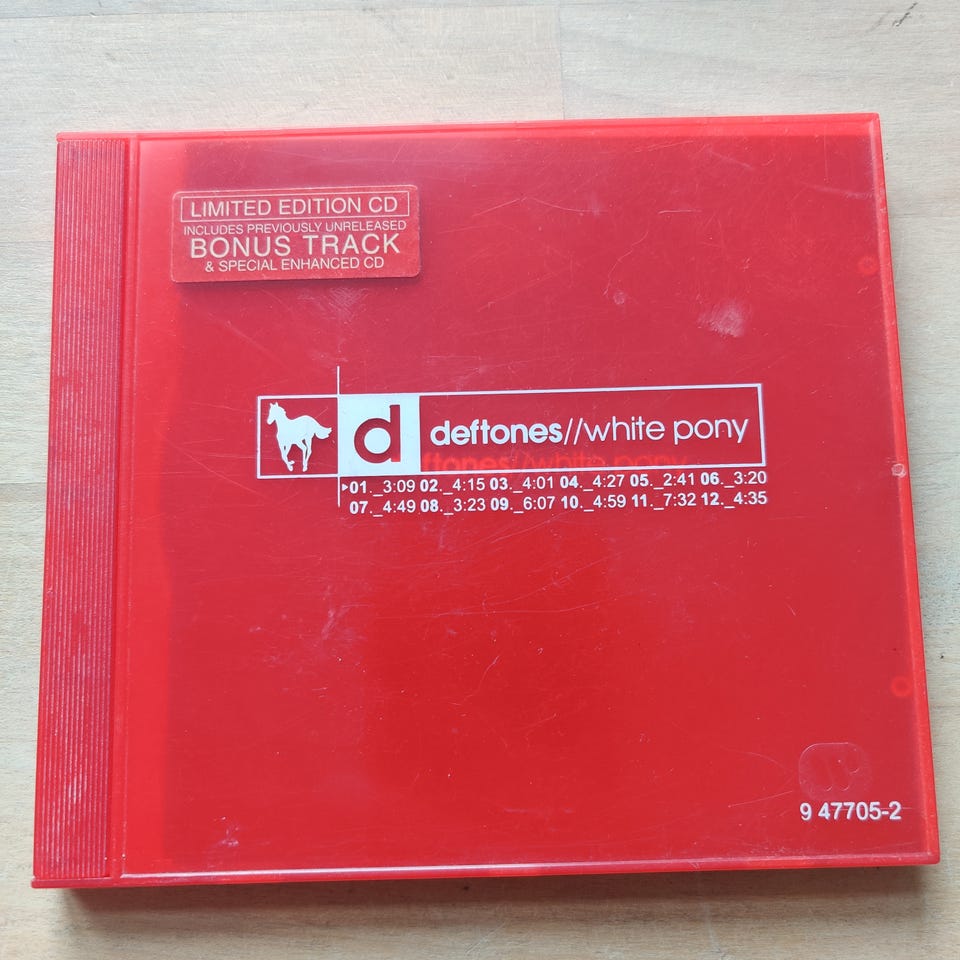 LIMITED EDITION CD
INCLUDES PREVIOUSLY UNRELEASED
BONUS TRACK
& SPECIAL ENHANCED CD
d deftones//white pony
01._3:09 02._4:15 03._4:01 04._4:27 05._2:41 06._3:20
07._4:49 08._3:23 09._6:07 10._4:59 11._7:32 12._4:35
9 47705-2